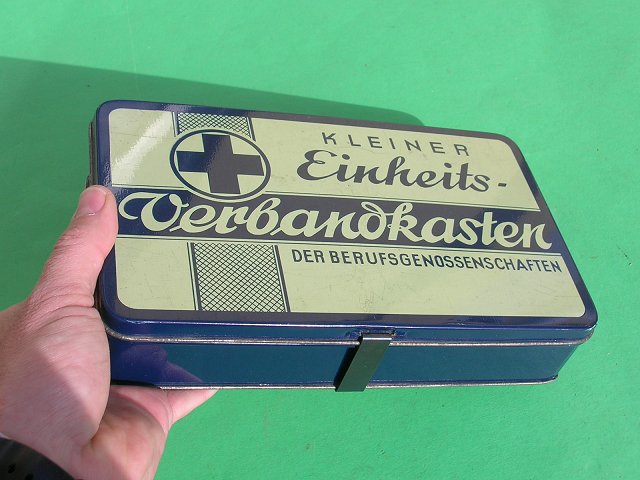 KLEINER
Einheits-
Verbandkasten
DER BERUFSGENOSSENSCHAFTEN